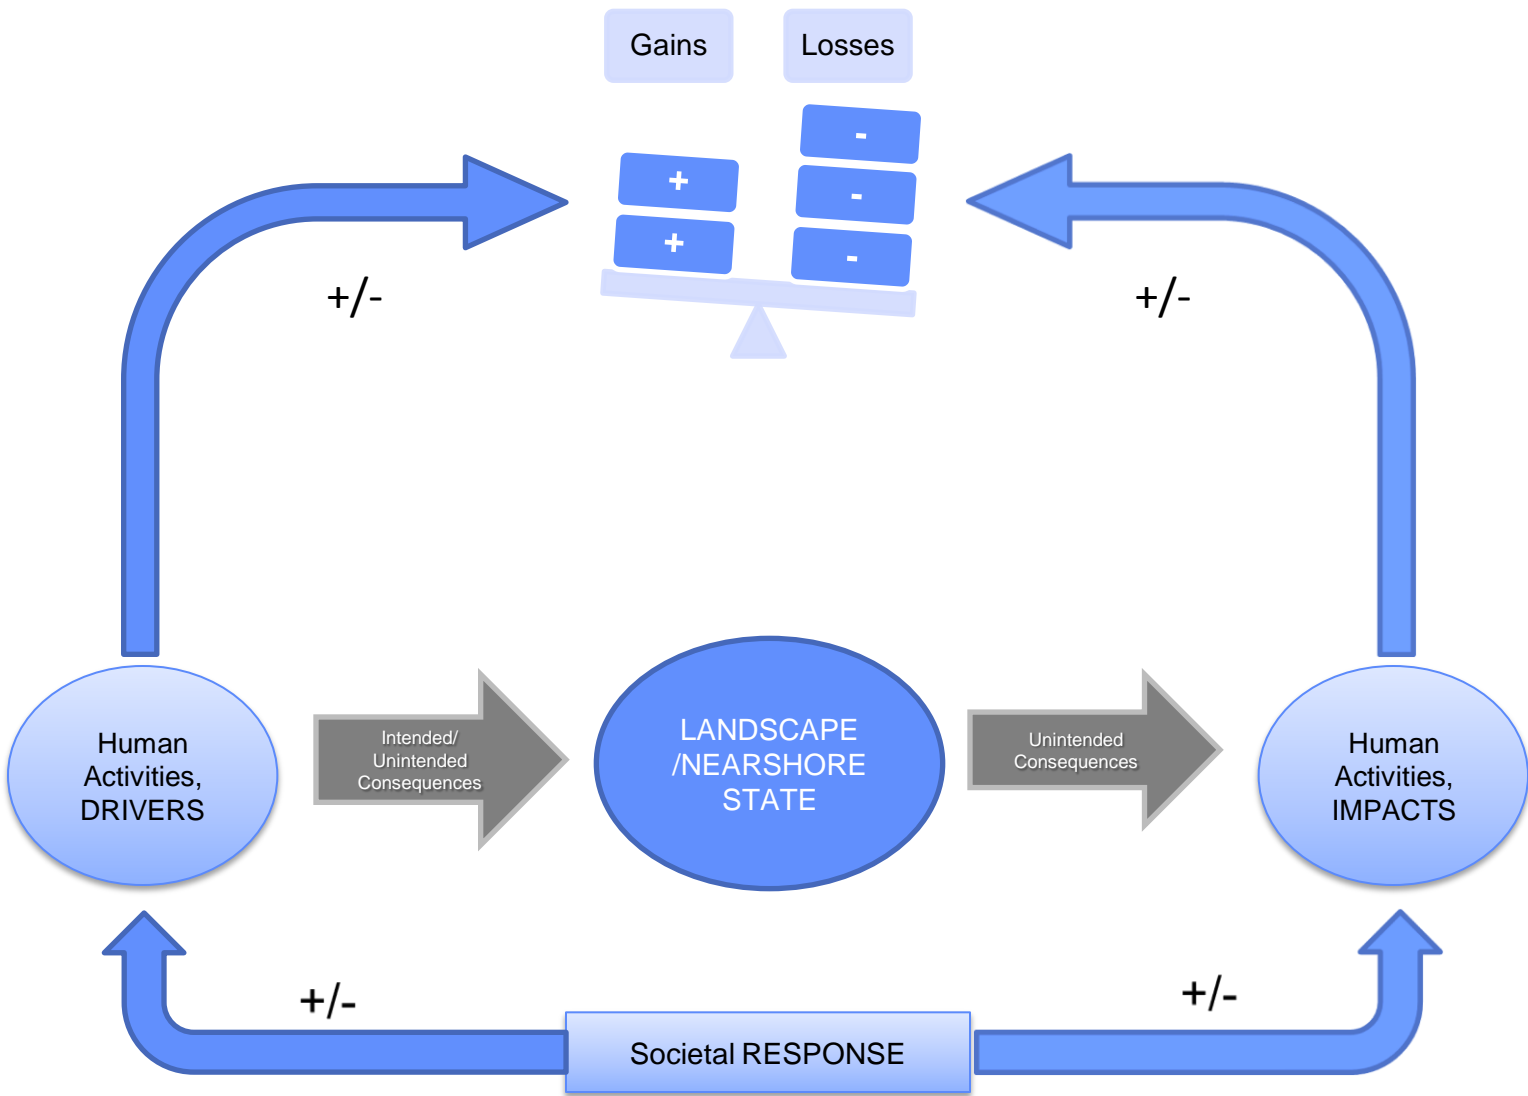 Gains
Losses
-
+
-
+
-
+/-
+/-
Human
Activities,
DRIVERS
Intended/
Unintended
Consequences
LANDSCAPE
/NEARSHORE
STATE
Unintended
Consequences
Human
Activities,
IMPACTS
+/-
+/-
Societal RESPONSE